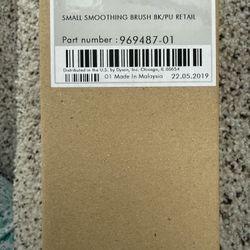 SMALL SMOOTHING BRUSH BK/PU RETAIL
Part number : 969487-01
Distributed in the U.S. by Dyson, Inc. Chicago, IL 60654
01 Made In Malaysia 22.05.2019